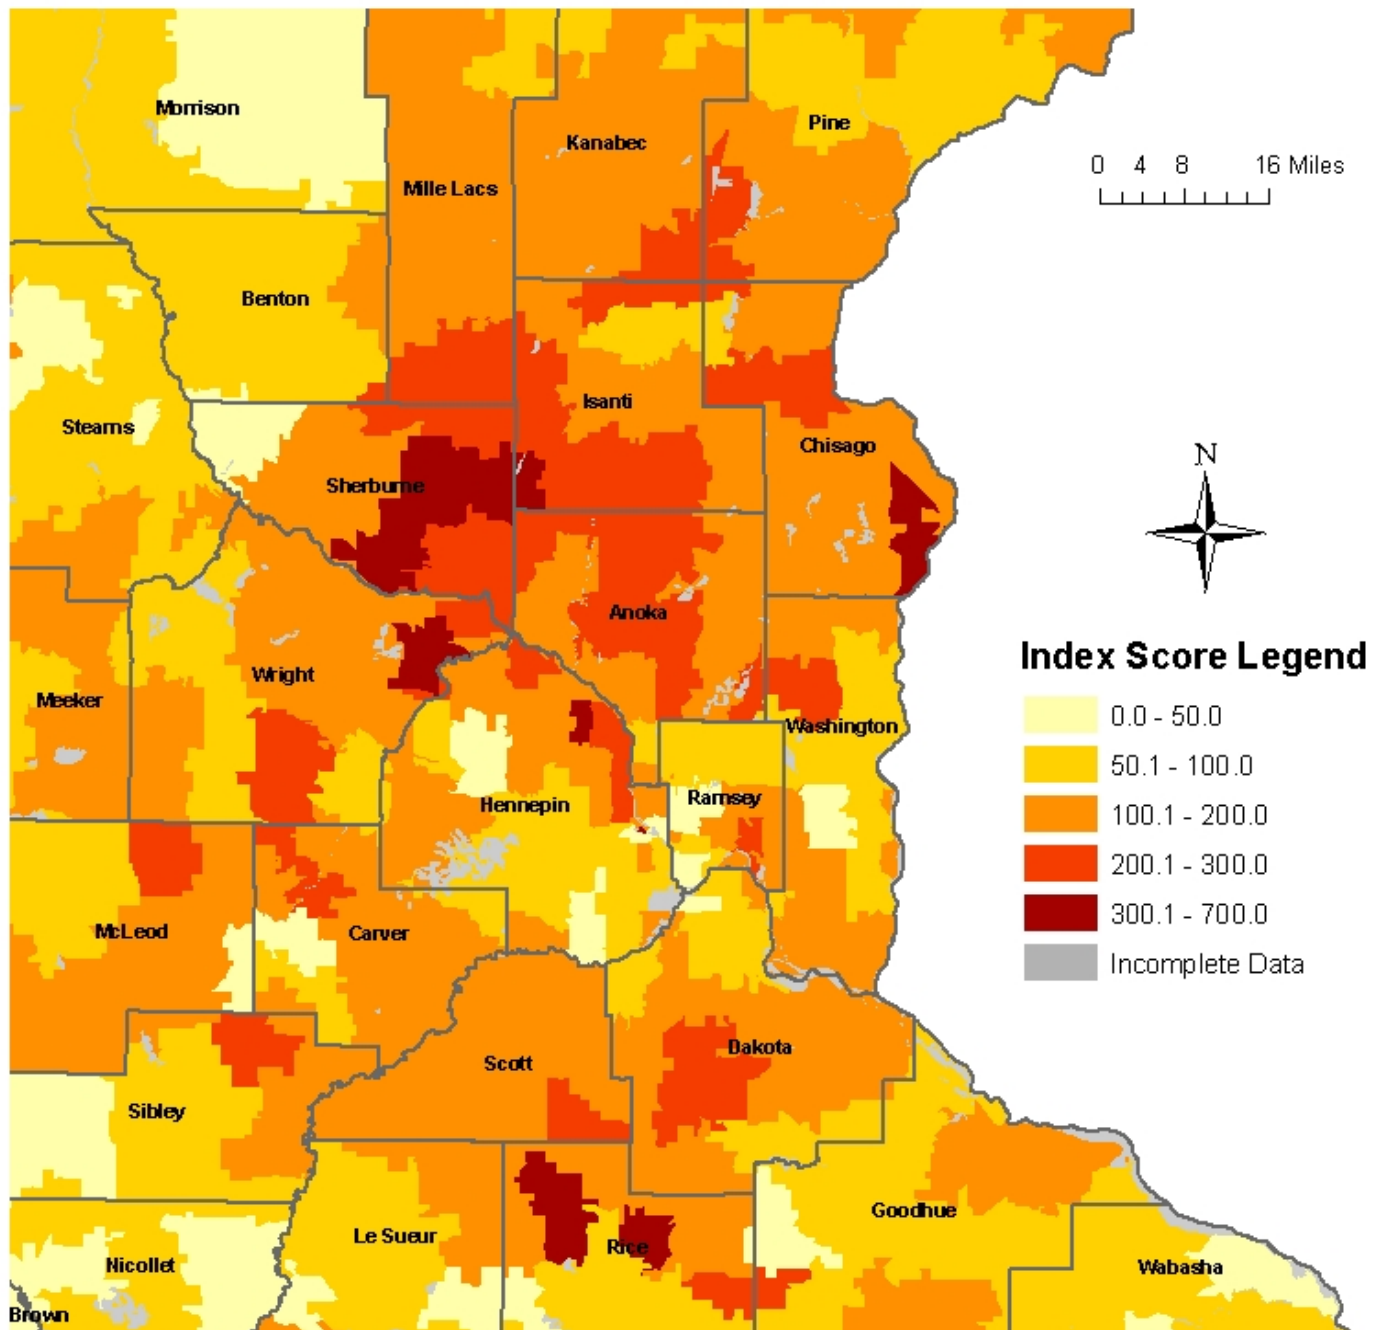 Morrison
Pine
Kanabec
0 4 8 16 Miles
Mille Lacs
Benton
Isanti
Stearns
Chisago
N
Sherburne
Anoka
Index Score Legend
Wright
Meeker
0.0 - 50.0
Washington
50.1 - 100.0
Ramsey
Hennepin
100.1 - 200.0
200.1 - 300.0
300.1 - 700.0
McLeod
Carver
Incomplete Data
Dakota
Scott
Sibley
Goodhue
Le Sueur
Rice
Nicollet
Wabasha
Brown